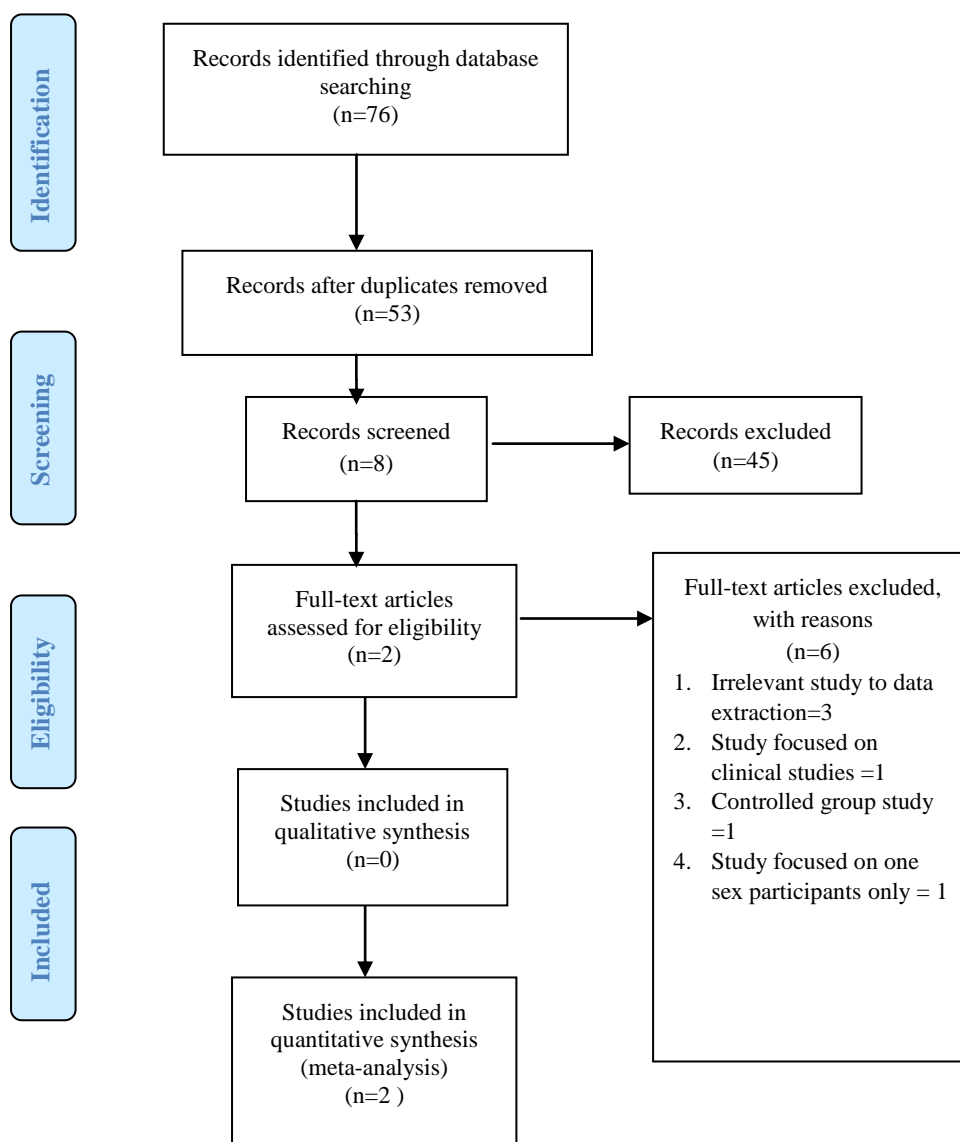 Identification
Records identified through database
searching
(n=76)
Records after duplicates removed
(n=53)
Screening
Records screened
(n=8)
Records excluded
(n=45)
Eligibility
Full-text articles
assessed for eligibility
(n=2)
Full-text articles excluded,
with reasons
(n=6)
1. Irrelevant study to data
extraction=3
2. Study focused on
clinical studies =1
3. Controlled group study
=1
4. Study focused on one
sex participants only = 1
Included
Studies included in
qualitative synthesis
(n=0)
Studies included in
quantitative synthesis
(meta-analysis)
(n=2 )